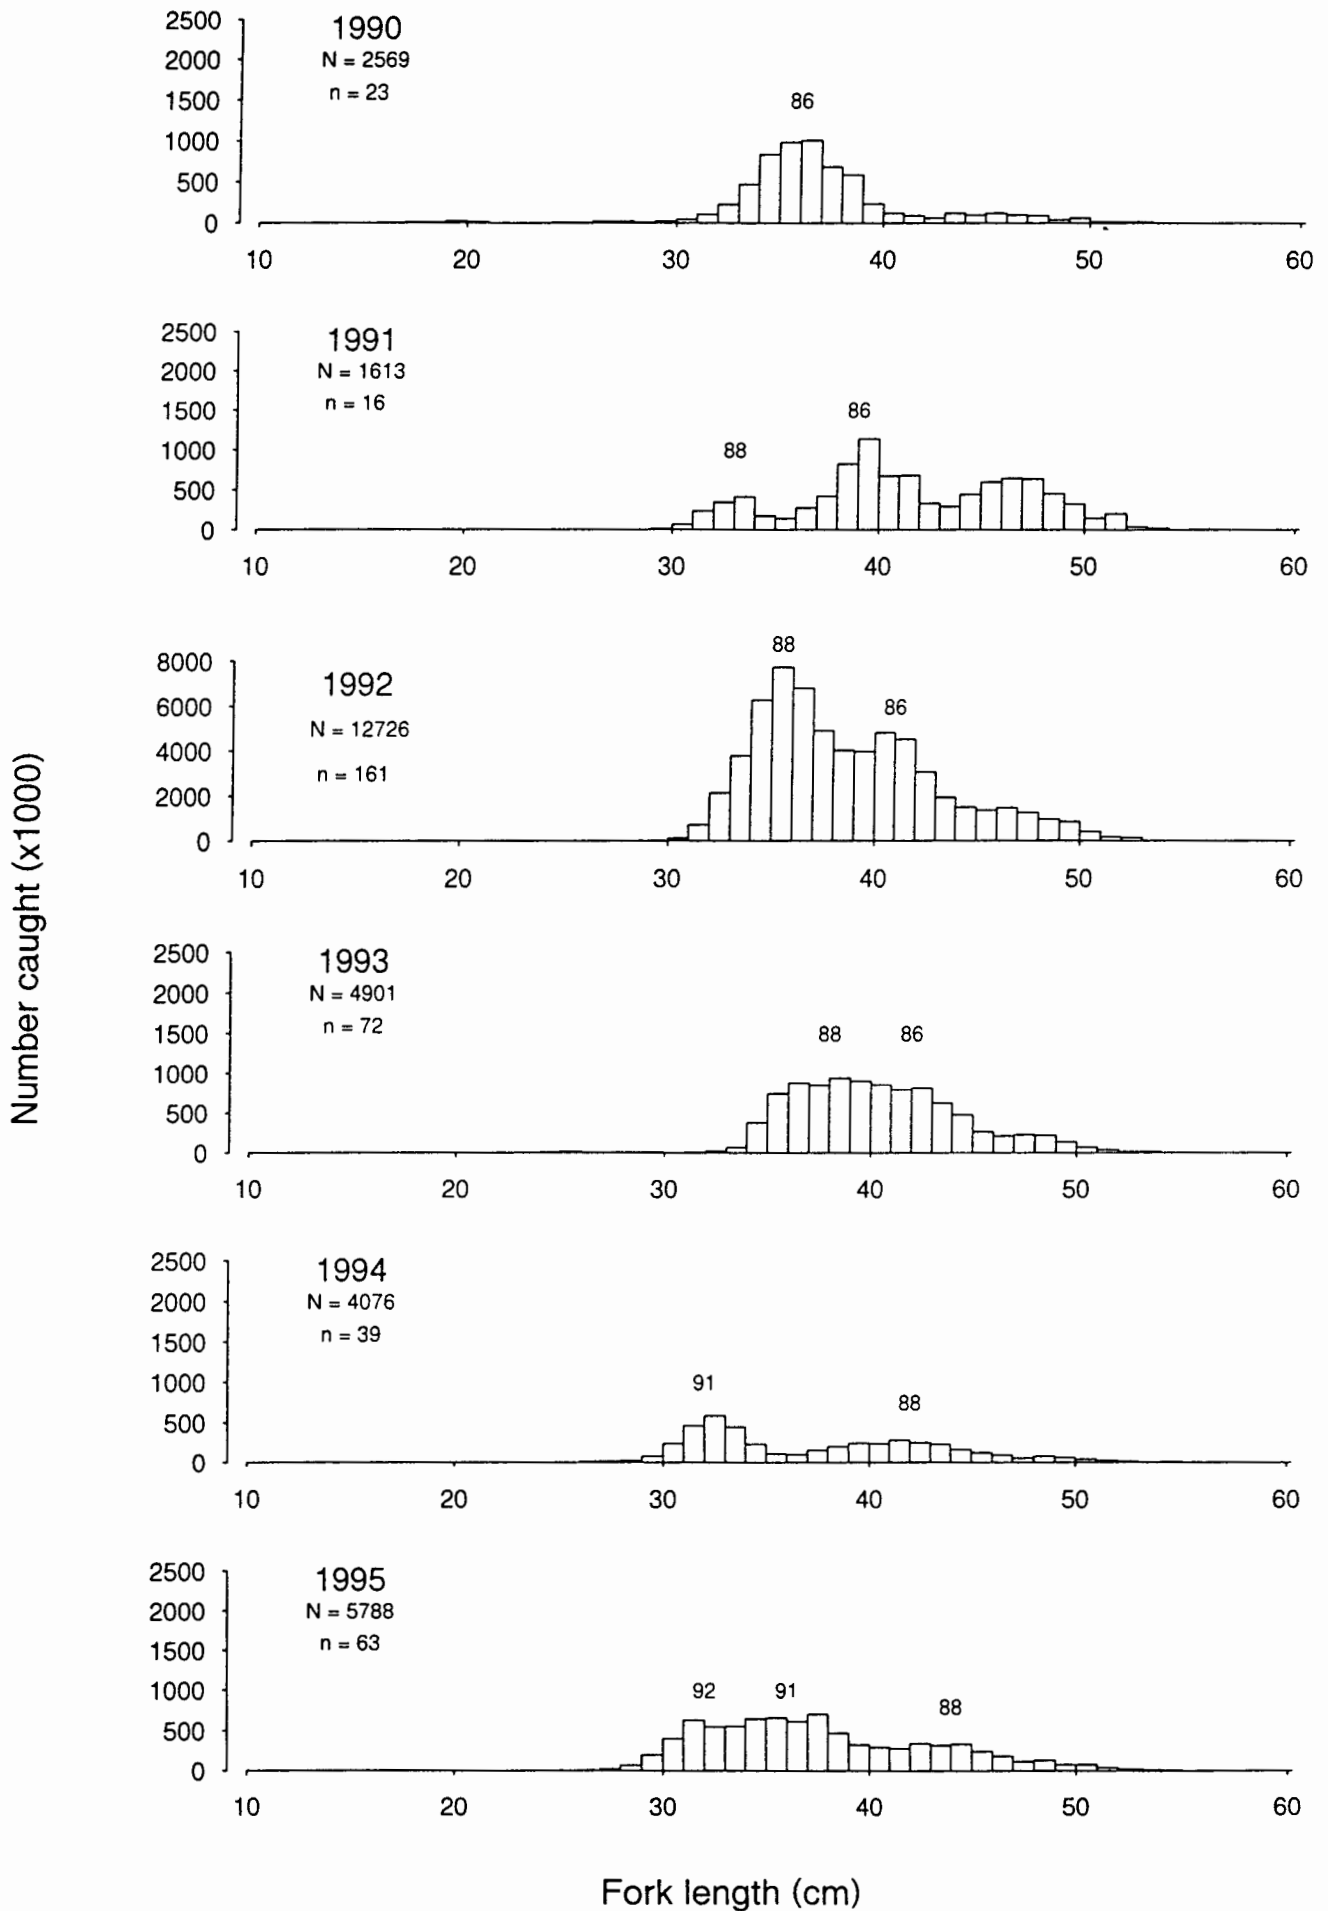 Number caught (x1000)
1990
N = 2569
n = 23
86
2500
2000
1500
1000
500
0
10 20 30 40 50 60
1991
N = 1613
n = 16
88 86
2500
2000
1500
1000
500
0
10 20 30 40 50 60
1992
N = 12726
n = 161
88 86
8000
6000
4000
2000
0
10 20 30 40 50 60
1993
N = 4901
n = 72
88 86
2500
2000
1500
1000
500
0
10 20 30 40 50 60
1994
N = 4076
n = 39
91 88
2500
2000
1500
1000
500
0
10 20 30 40 50 60
1995
N = 5788
n = 63
92 91 88
2500
2000
1500
1000
500
0
10 20 30 40 50 60
Fork length (cm)